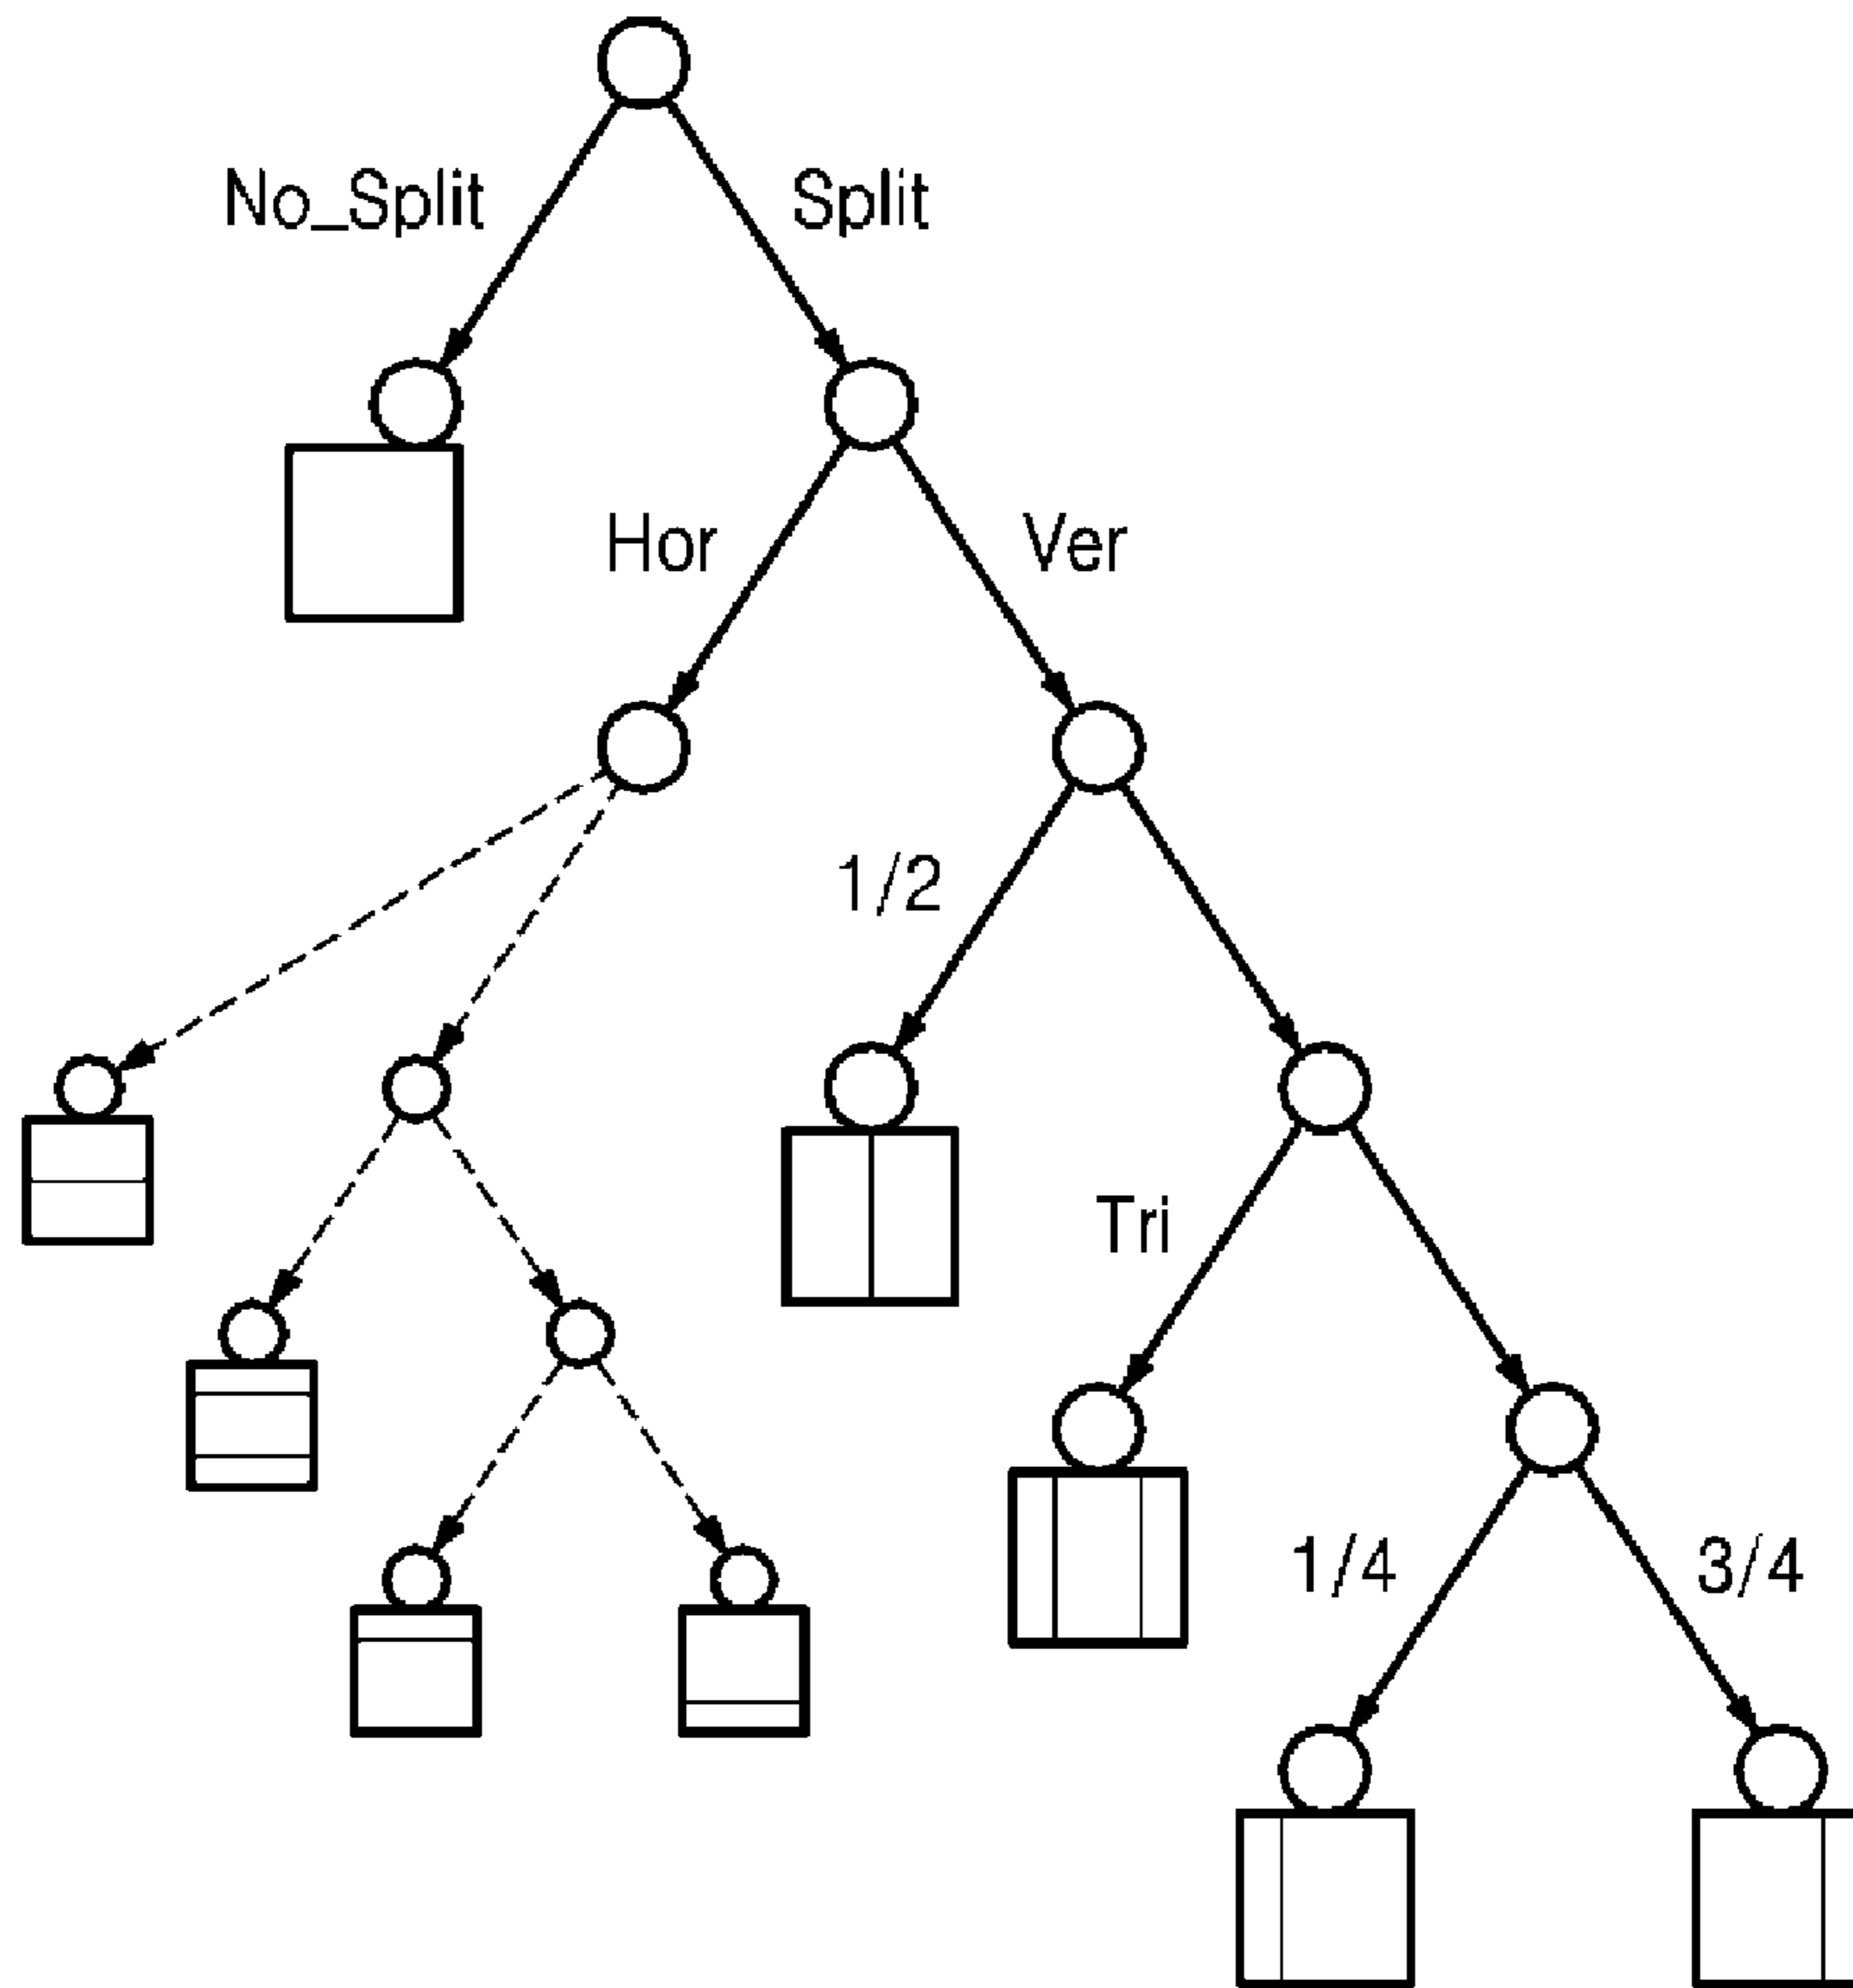 No_Split
Split
Hor
Ver
1/2
Tri
1/4
3/4